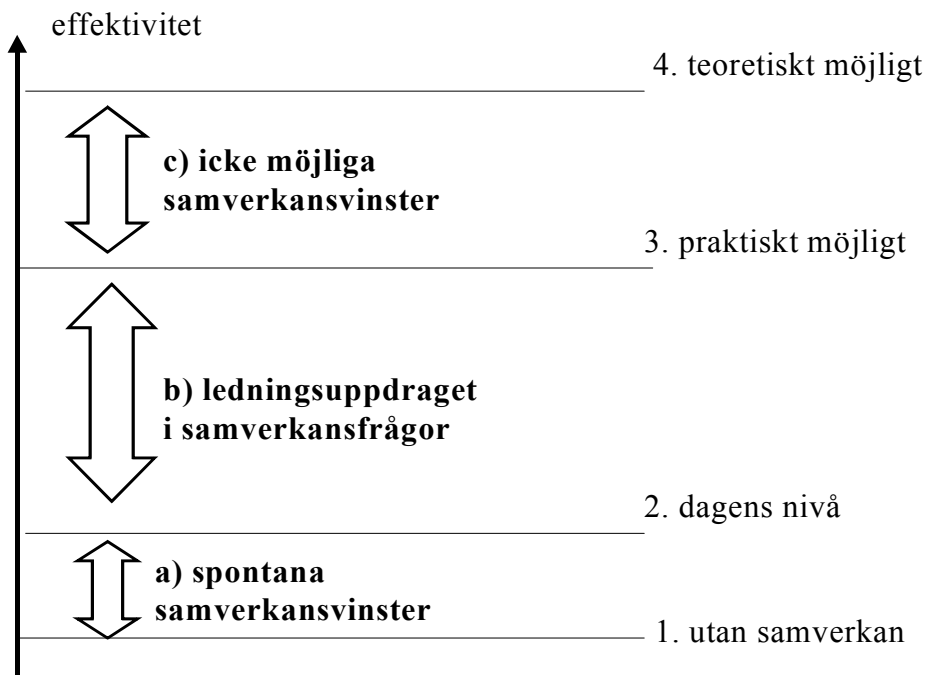 effektivitet
4. teoretiskt möjligt
c) icke möjliga
samverkansvinster
3. praktiskt möjligt
b) ledningsuppdraget
i samverkansfrågor
2. dagens nivå
a) spontana
samverkansvinster
1. utan samverkan